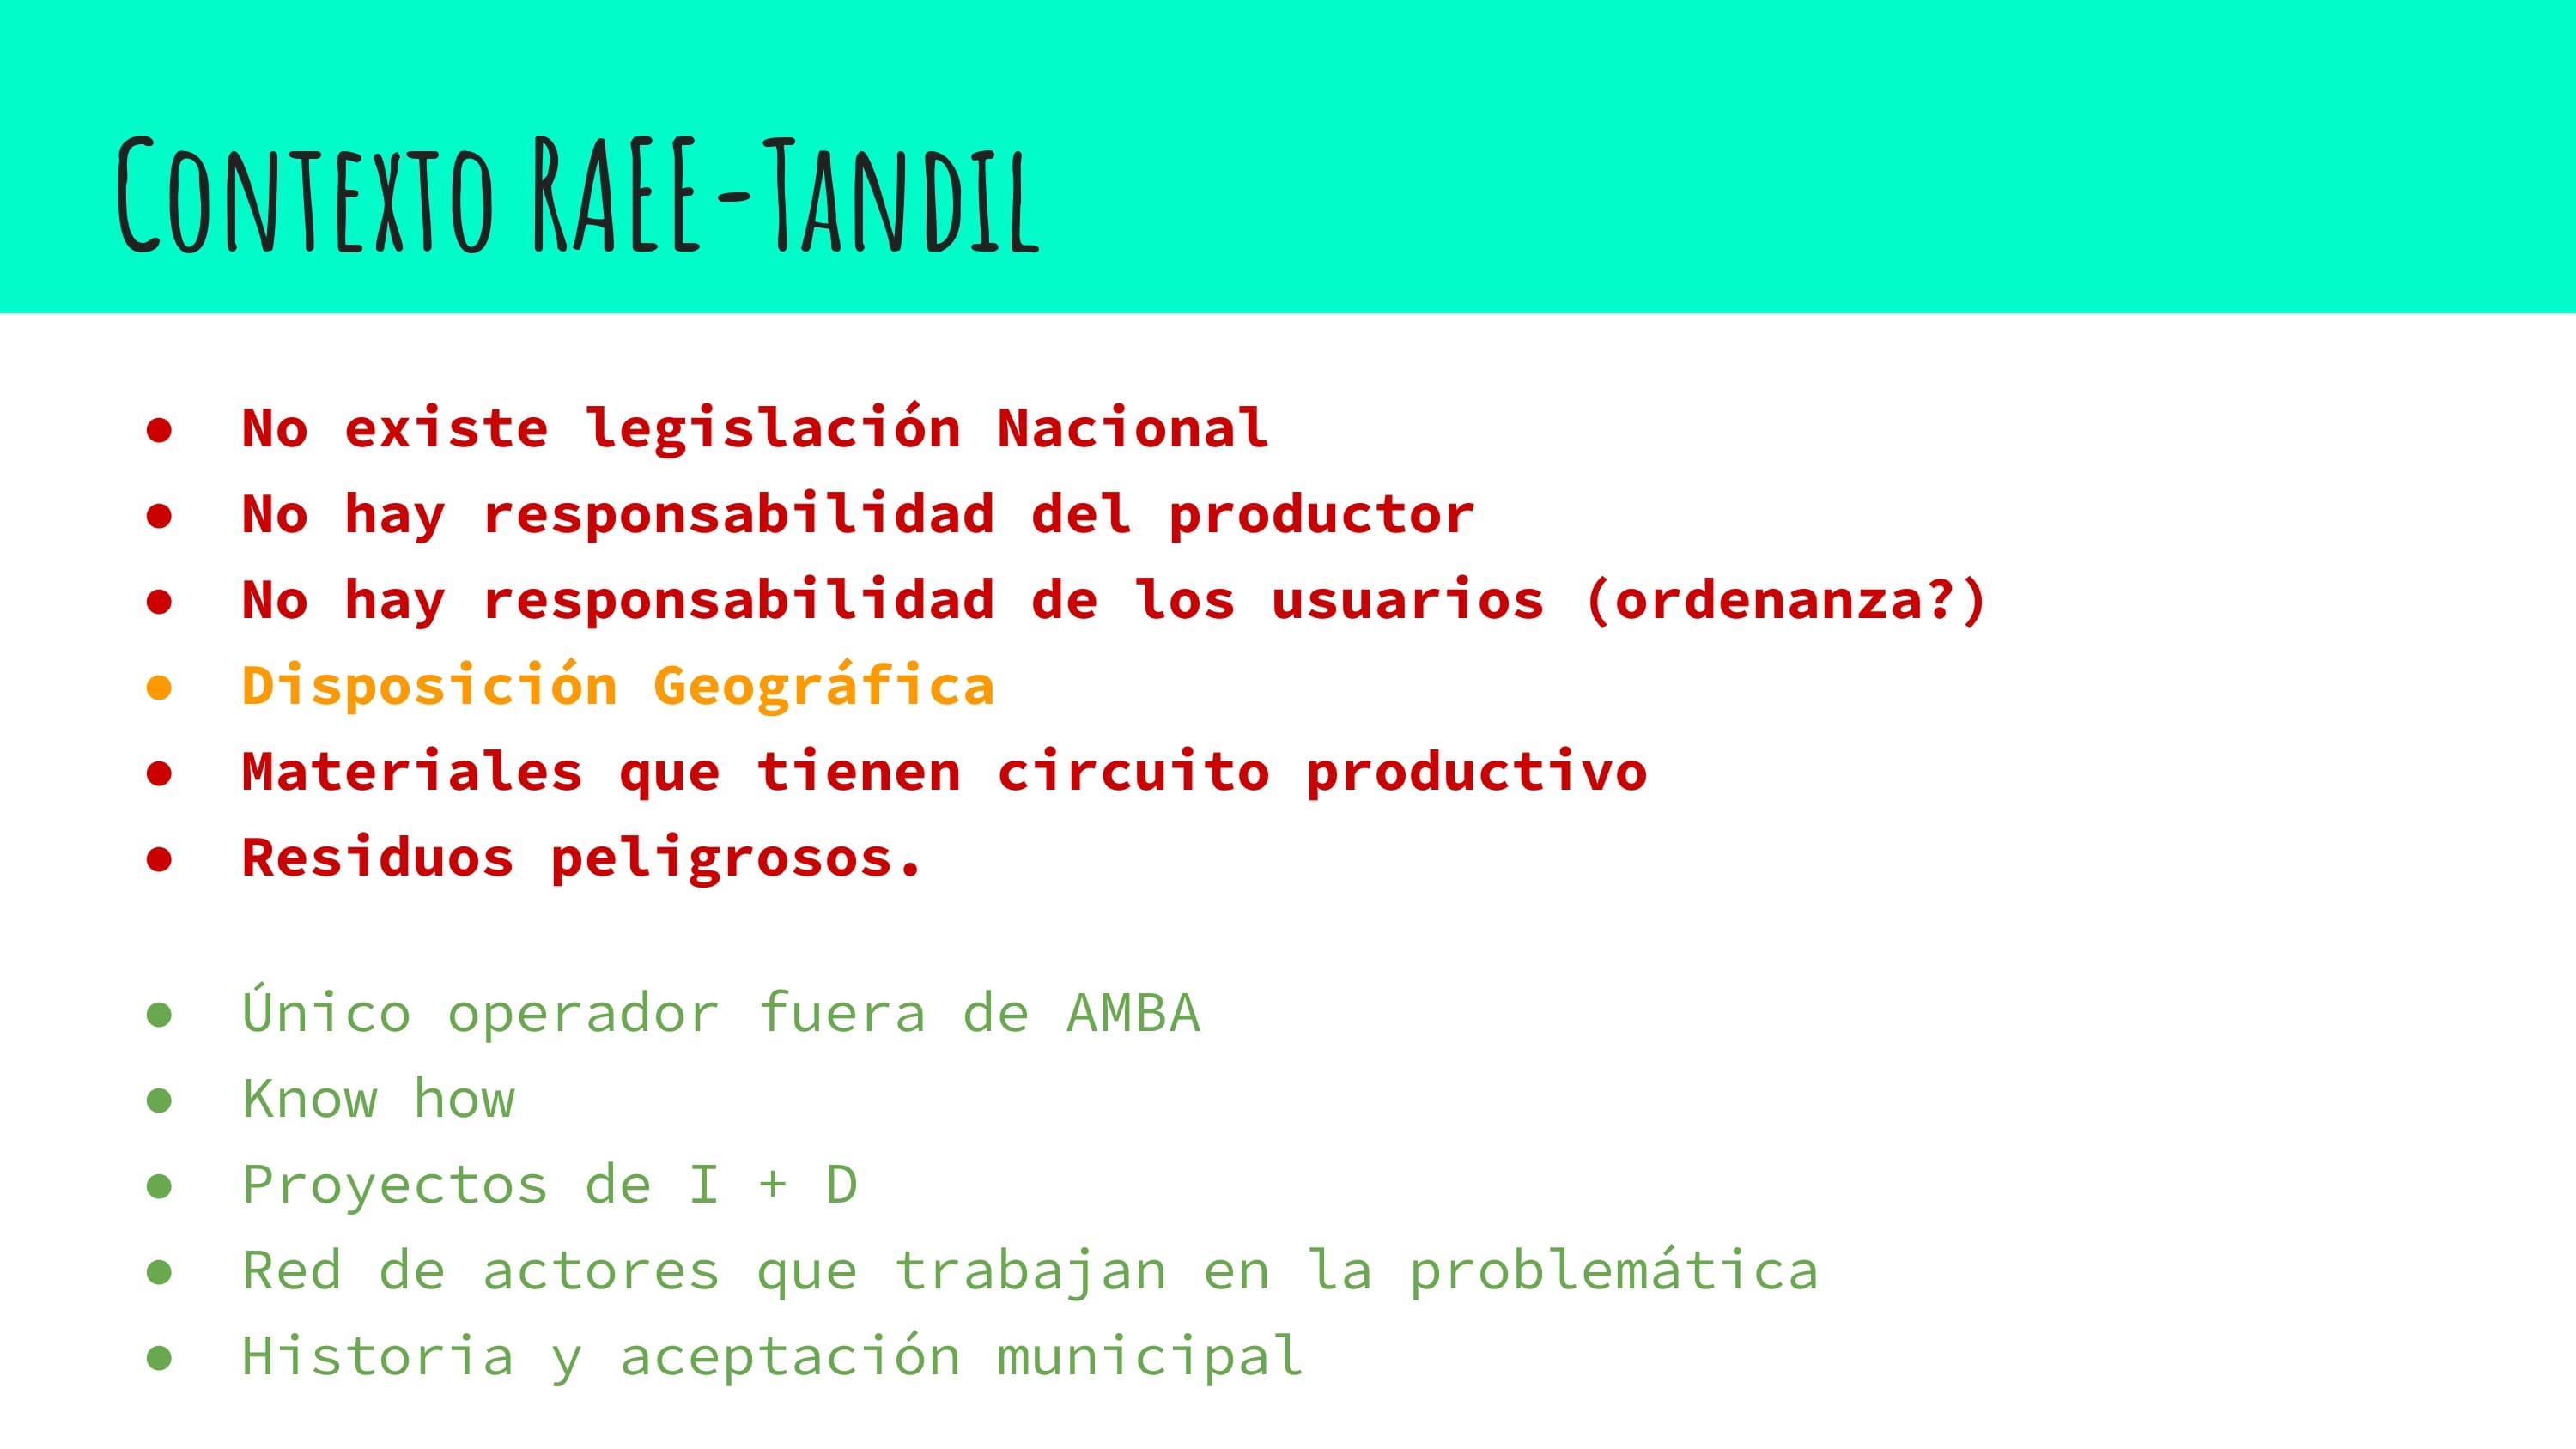 Contexto RAEE-Tandil
● No existe legislación Nacional
● No hay responsabilidad del productor
● No hay responsabilidad de los usuarios (ordenanza?)
● Disposición Geográfica
● Materiales que tienen circuito productivo
● Residuos peligrosos.
● Único operador fuera de AMBA
● Know how
● Proyectos de I + D
● Red de actores que trabajan en la problemática
● Historia y aceptación municipal